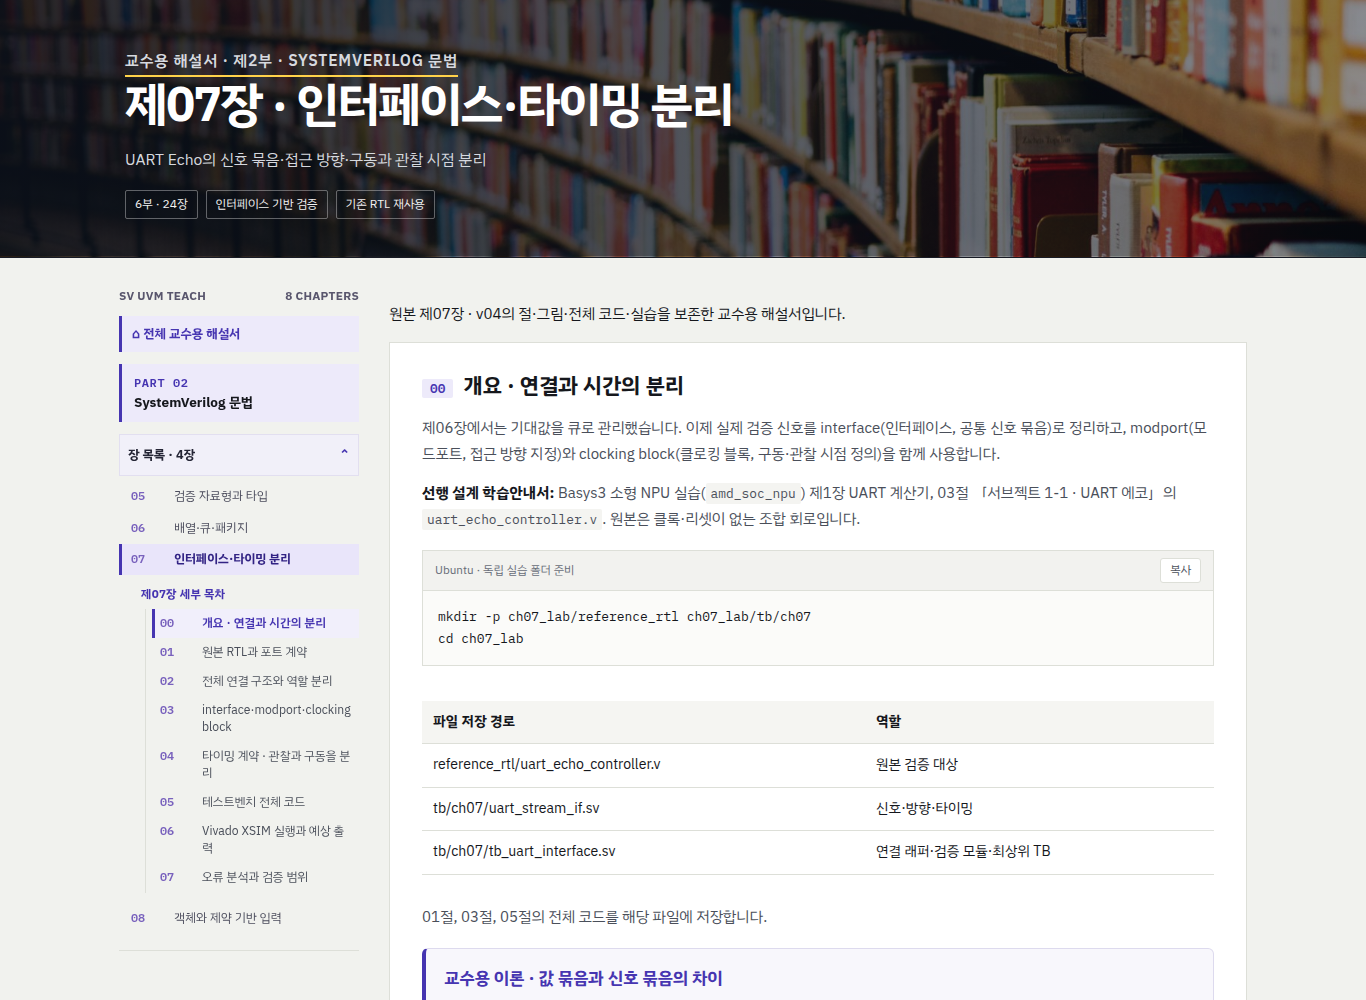 교수용 해설서 · 제2부 · SYSTEMVERILOG 문법
제07장 · 인터페이스·타이밍 분리
UART Echo의 신호 묶음·접근 방향·구동과 관찰 시점 분리
6부 · 24장
인터페이스 기반 검증
기존 RTL 재사용
SV UVM TEACH
8 CHAPTERS
⌂ 전체 교수용 해설서
PART 02
SystemVerilog 문법
장 목록 · 4장
05 검증 자료형과 타입
06 배열·큐·패키지
07 인터페이스·타이밍 분리
제07장 세부 목차
00 개요 · 연결과 시간의 분리
01 원본 RTL과 포트 계약
02 전체 연결 구조와 역할 분리
03 interface·modport·clocking
block
04 타이밍 계약 · 관찰과 구동을 분
리
05 테스트벤치 전체 코드
06 Vivado XSIM 실행과 예상 출
력
07 오류 분석과 검증 범위
08 객체와 제약 기반 입력
원본 제07장 · v04의 절·그림·전체 코드·실습을 보존한 교수용 해설서입니다.
00 개요 · 연결과 시간의 분리
제06장에서는 기대값을 큐로 관리했습니다. 이제 실제 검증 신호를 interface(인터페이스, 공통 신호 묶음)로 정리하고, modport(모
드포트, 접근 방향 지정)와 clocking block(클로킹 블록, 구동·관찰 시점 정의)을 함께 사용합니다.
선행 설계 학습안내서: Basys3 소형 NPU 실습(amd_soc_npu) 제1장 UART 계산기, 03절 「서브젝트 1-1 · UART 에코」의
uart_echo_controller.v. 원본은 클록·리셋이 없는 조합 회로입니다.
Ubuntu · 독립 실습 폴더 준비
복사
mkdir -p ch07_lab/reference_rtl ch07_lab/tb/ch07
cd ch07_lab
파일 저장 경로 역할
reference_rtl/uart_echo_controller.v 원본 검증 대상
tb/ch07/uart_stream_if.sv 신호·방향·타이밍
tb/ch07/tb_uart_interface.sv 연결 래퍼·검증 모듈·최상위 TB
01절, 03절, 05절의 전체 코드를 해당 파일에 저장합니다.
교수용 이론 · 값 묶음과 신호 묶음의 차이